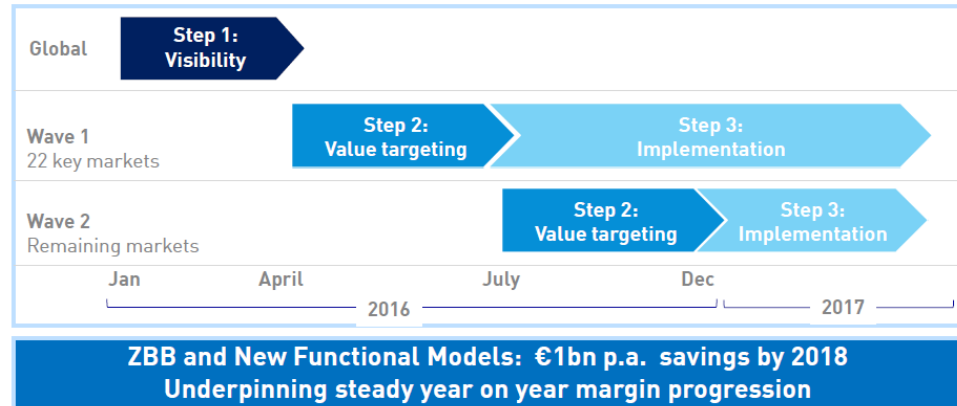 Global
Step 1:
Visibility
Wave 1
22 key markets
Step 2:
Value targeting
Step 3:
Implementation
Wave 2
Remaining markets
Step 2:
Value targeting
Step 3:
Implementation
Jan April July Dec
2016 2017
ZBB and New Functional Models: €1bn p.a. savings by 2018
Underpinning steady year on year margin progression